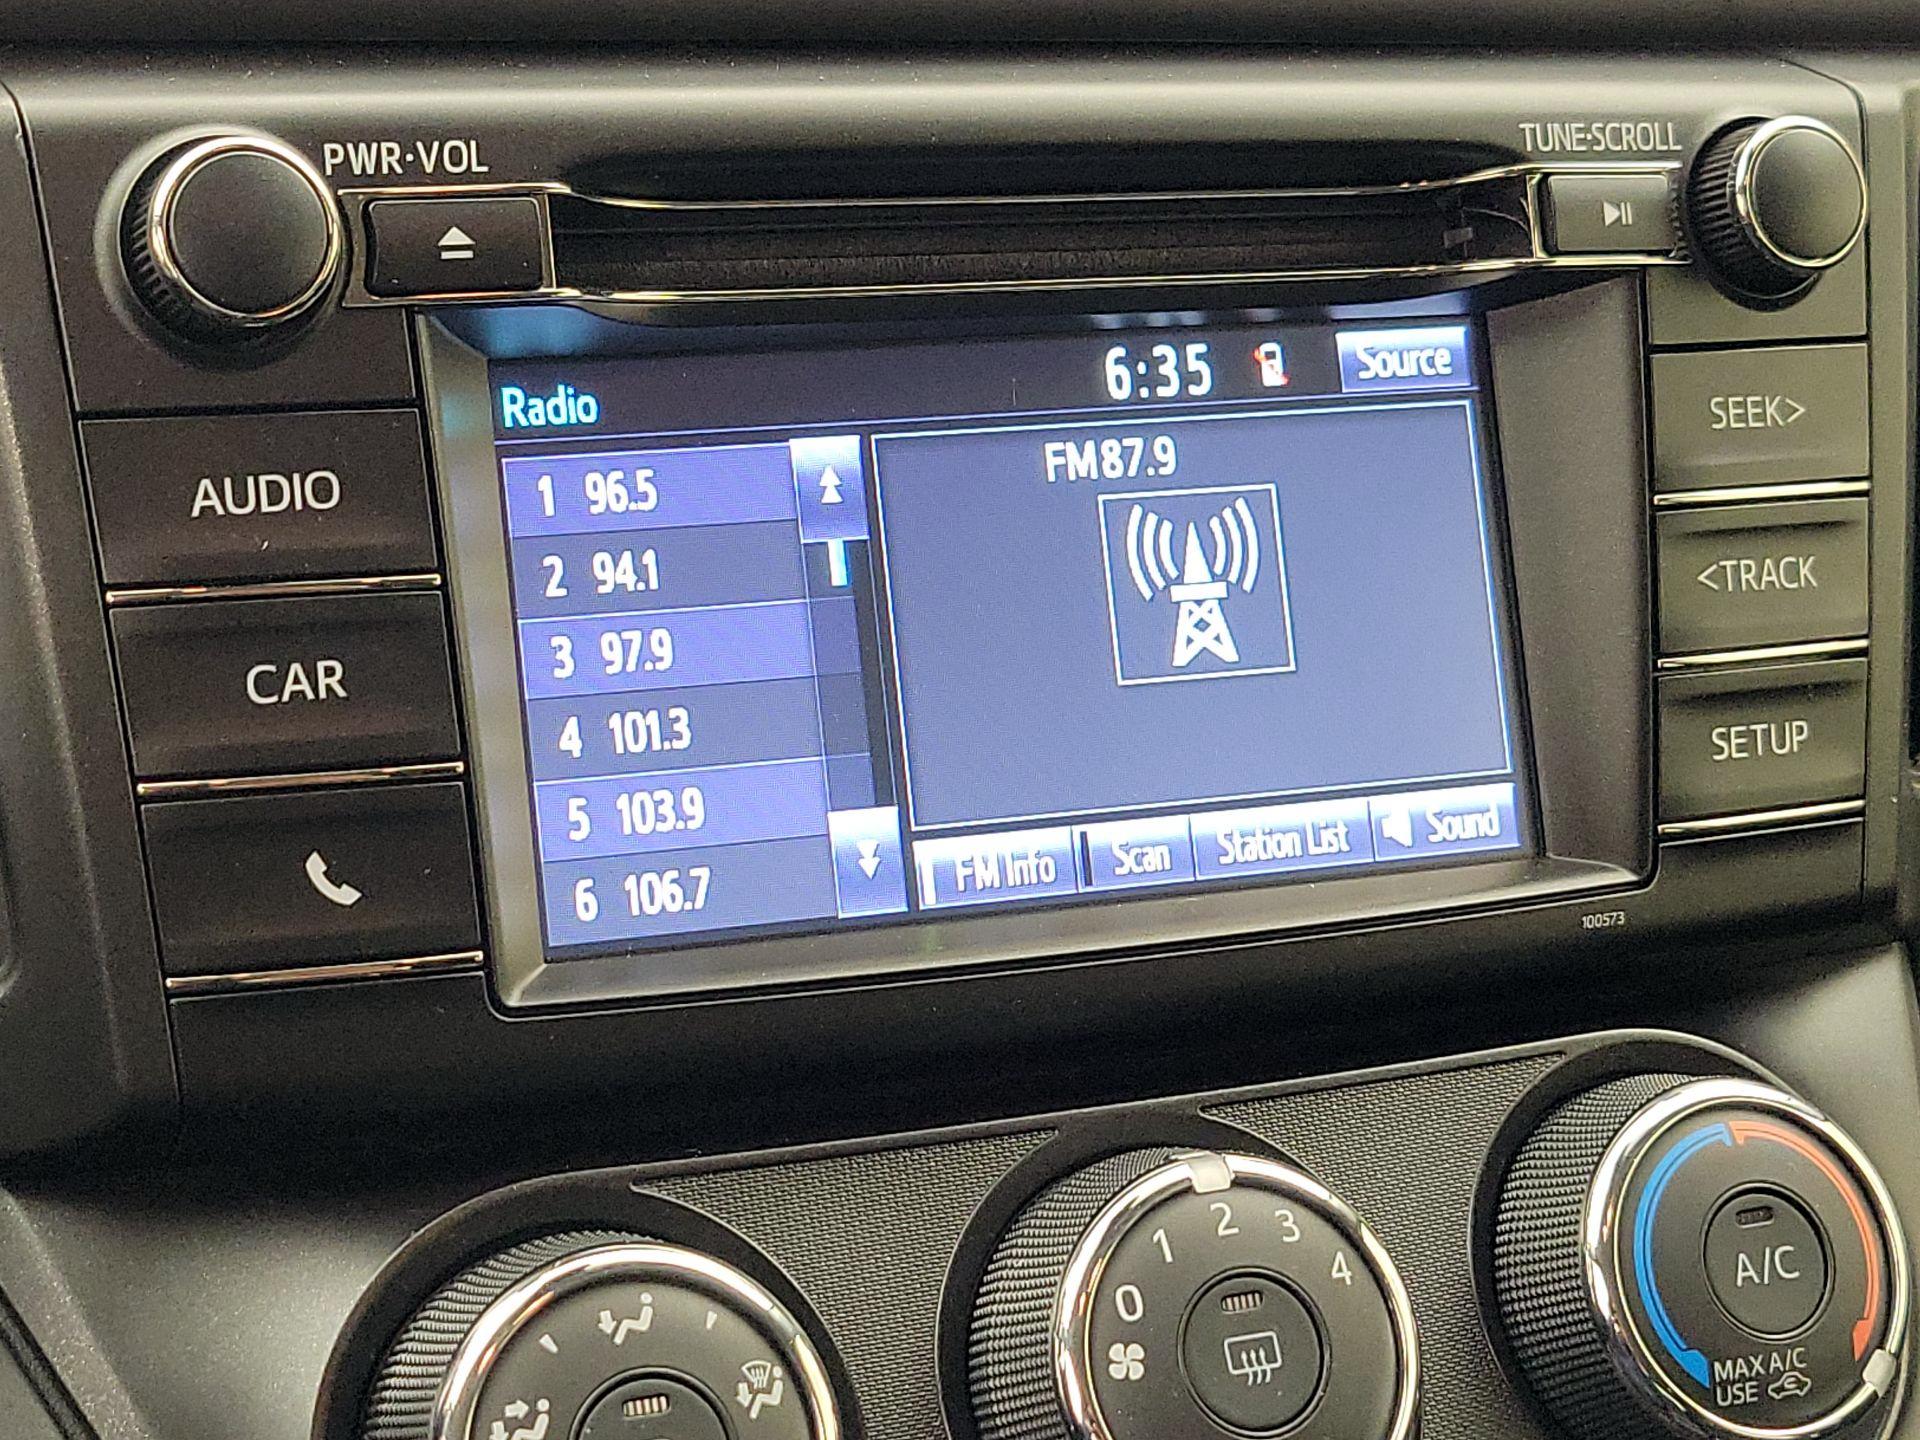 PWR·VOL
TUNE·SCROLL
AUDIO
CAR
Radio
6:35
Source
1 96.5
2 94.1
3 97.9
4 101.3
5 103.9
6 106.7
FM 87.9
FM Info
Scan
Station List
Sound
SEEK>
<TRACK
SETUP
100573
0 1 2 3 4
A/C
MAX A/C
USE